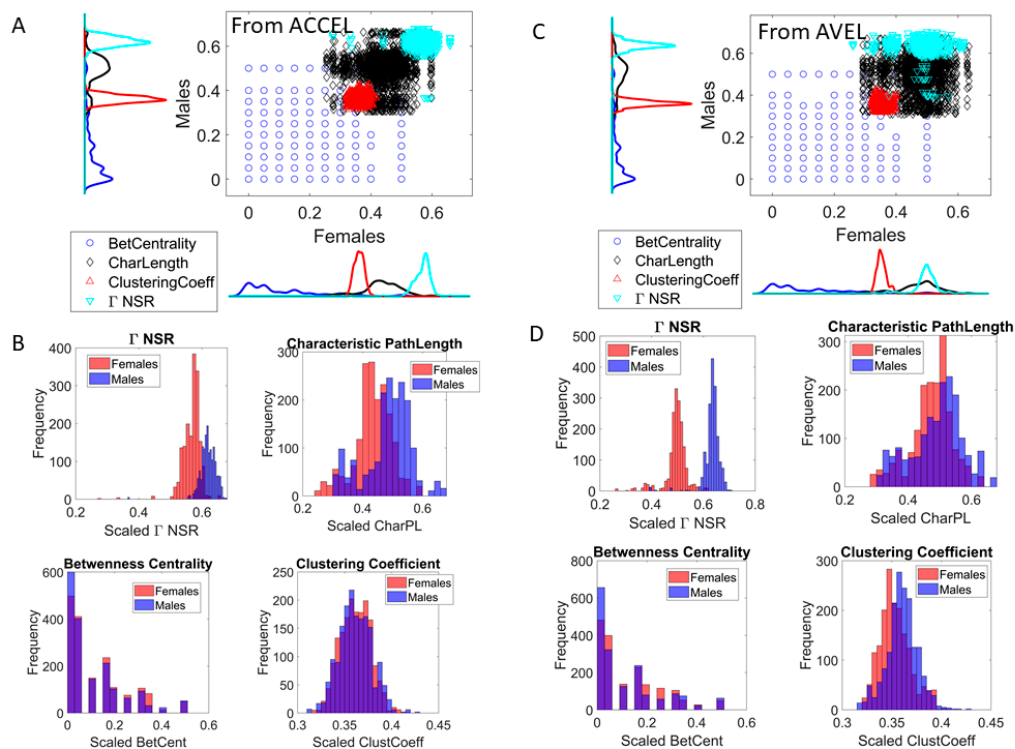 A
From ACCEL
Males
0.6
0.4
0.2
0
0 0.2 0.4 0.6
Females
BetCentrality
CharLength
ClusteringCoeff
Γ NSR
C
From AVEL
Males
0.6
0.4
0.2
0
0 0.2 0.4 0.6
Females
BetCentrality
CharLength
ClusteringCoeff
Γ NSR
B
Γ NSR
Frequency
400
300
200
100
0
Females
Males
0.2 0.4 0.6
Scaled Γ NSR
Characteristic PathLength
Frequency
300
200
100
0
Females
Males
0.2 0.4 0.6
Scaled CharPL
Betwenness Centrality
Frequency
600
400
200
0
Females
Males
0 0.2 0.4 0.6
Scaled BetCent
Clustering Coefficient
Frequency
250
200
150
100
50
0
Females
Males
0.3 0.35 0.4 0.45
Scaled ClustCoeff
D
Γ NSR
Frequency
500
400
300
200
100
0
Females
Males
0.2 0.4 0.6 0.8
Scaled Γ NSR
Characteristic PathLength
Frequency
300
200
100
0
Females
Males
0.2 0.4 0.6
Scaled CharPL
Betwenness Centrality
Frequency
800
600
400
200
0
Females
Males
0 0.2 0.4 0.6
Scaled BetCent
Clustering Coefficient
Frequency
300
200
100
0
Females
Males
0.3 0.35 0.4 0.45
Scaled ClustCoeff